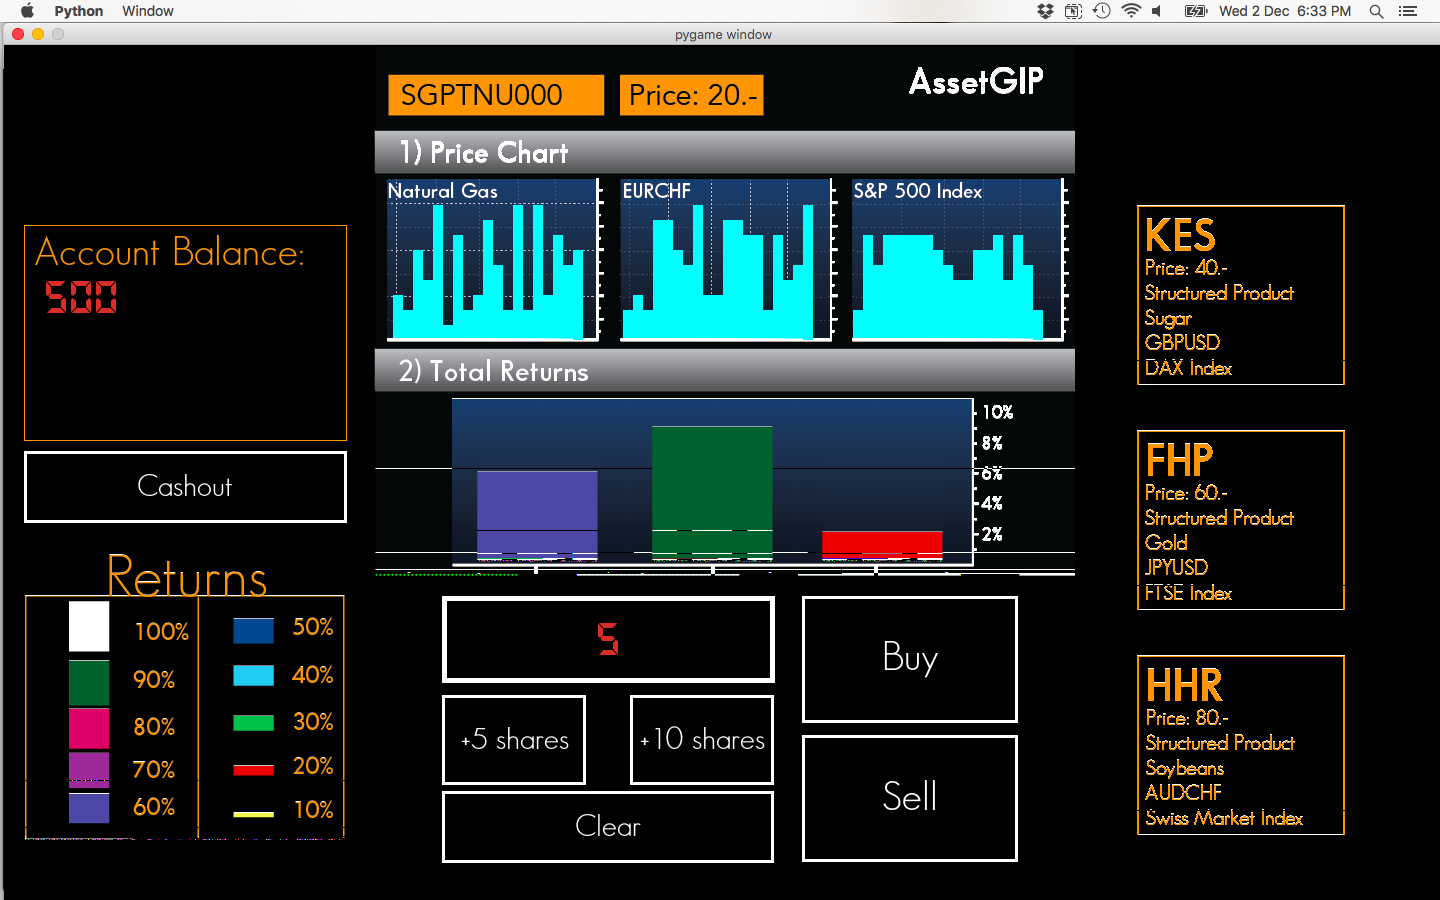 Python Window
Wed 2 Dec 6:33 PM
pygame window
SGPTNU000
Price: 20.-
AssetGIP
1) Price Chart
Natural Gas
EURCHF
S&P 500 Index
Account Balance:
500
Cashout
2) Total Returns
10%
8%
6%
4%
2%
Returns
100%
90%
80%
70%
60%
50%
40%
30%
20%
10%
5
+5 shares
+10 shares
Clear
Buy
Sell
KES
Price: 40.-
Structured Product
Sugar
GBPUSD
DAX Index
FHP
Price: 60.-
Structured Product
Gold
JPYUSD
FTSE Index
HHR
Price: 80.-
Structured Product
Soybeans
AUDCHF
Swiss Market Index